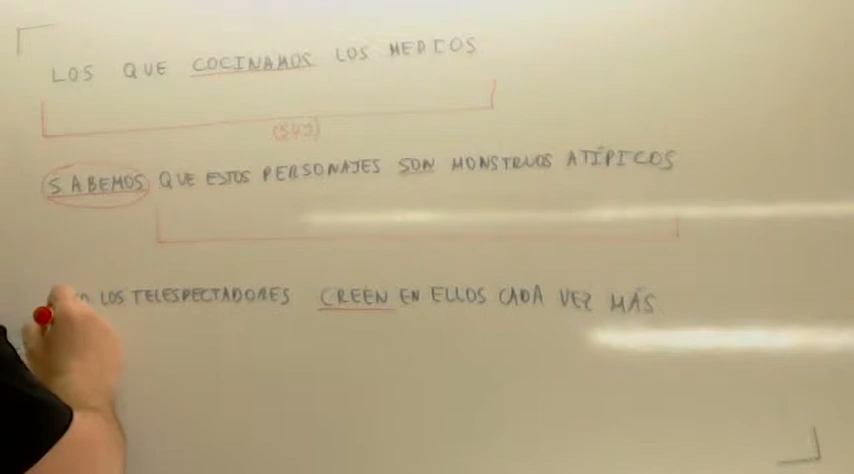 LOS QUE COCINAMOS LOS MEDIOS
(SUJ)
SABEMOS QUE ESTOS PERSONAJES SON MONSTRUOS ATÍPICOS
LOS TELESPECTADORES CREEN EN ELLOS CADA VEZ MÁS